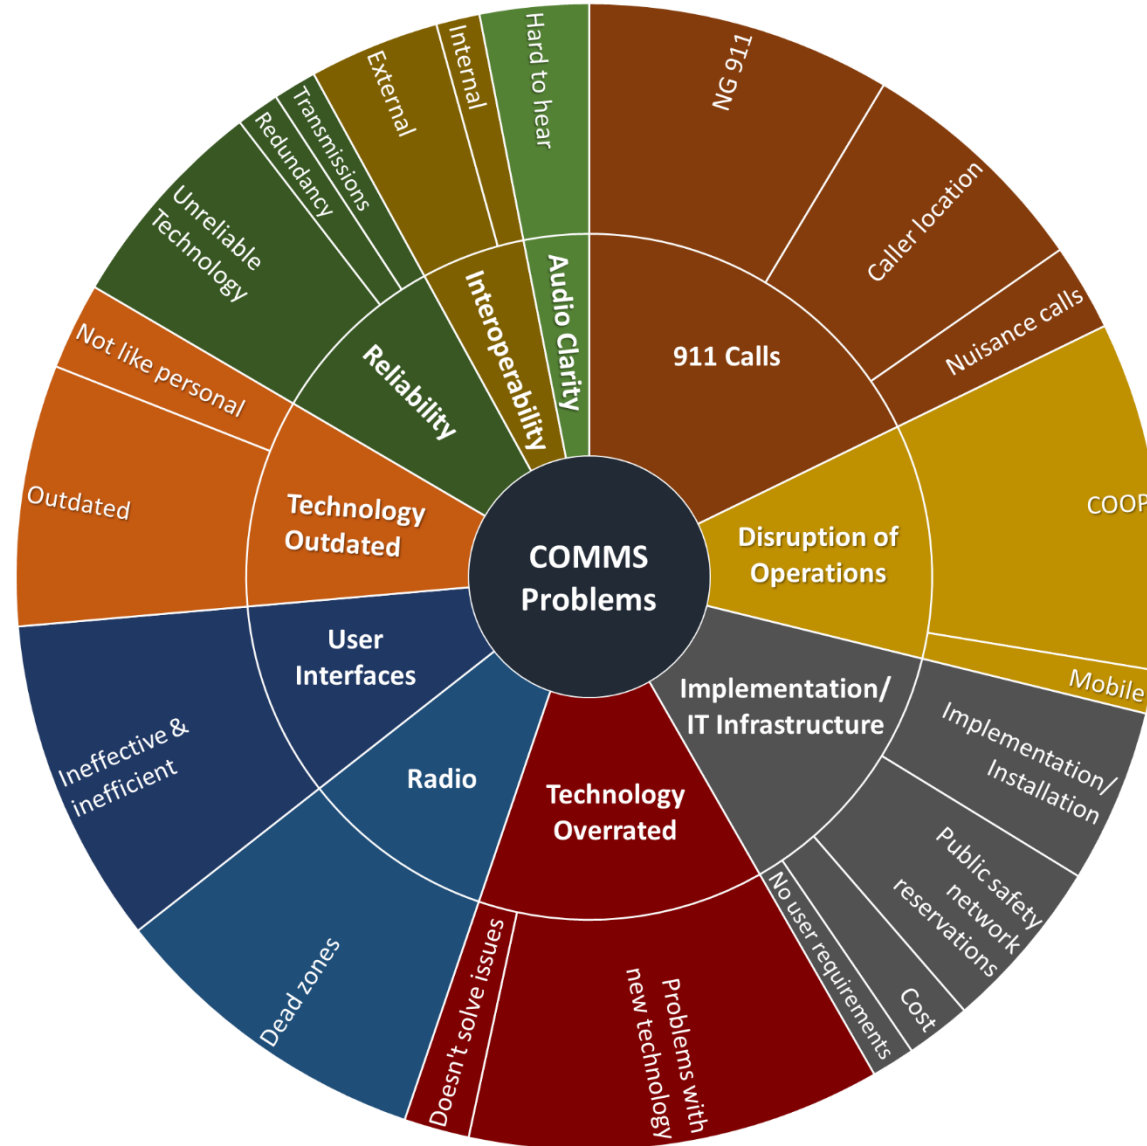 COMMS
Problems
911 Calls
NG 911
Caller location
Nuisance calls
Disruption of
Operations
COOP
Mobile
Implementation/
IT Infrastructure
Implementation/
Installation
Public safety
network
reservations
Cost
No user requirements
Technology
Overrated
Problems with
new technology
Doesn't solve issues
Radio
Dead zones
User
Interfaces
Ineffective &
inefficient
Technology
Outdated
Outdated
Not like personal
Reliability
Unreliable
Technology
Redundancy
Transmissions
Interoperability
External
Internal
Audio Clarity
Hard to hear